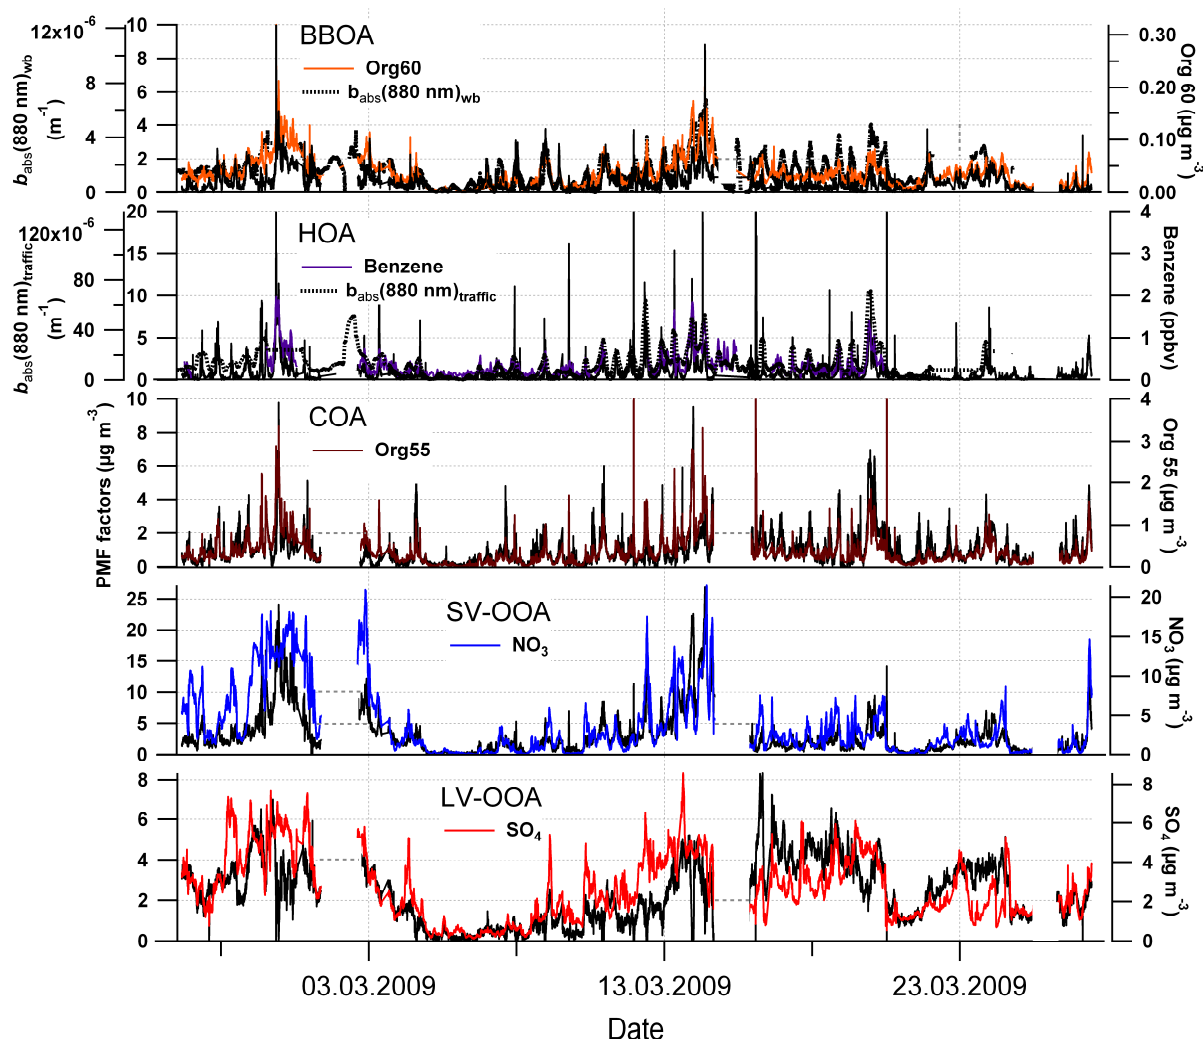 BBOA
Org60
b_abs(880 nm)_wb
12x10^-6
8
4
0
b_abs(880 nm)_wb
(m^-1)
10
8
6
4
2
0
0.30
0.20
0.10
0.00
Org 60 (µg m^-3)
HOA
Benzene
b_abs(880 nm)_traffic
120x10^-6
80
40
0
b_abs(880 nm)_traffic
(m^-1)
20
15
10
5
0
4
3
2
1
0
Benzene (ppbv)
COA
Org55
PMF factors (µg m^-3)
10
8
6
4
2
0
4
3
2
1
0
Org 55 (µg m^-3)
SV-OOA
NO_3
25
20
15
10
5
0
20
15
10
5
0
NO_3 (µg m^-3)
LV-OOA
SO_4
8
6
4
2
0
8
6
4
2
0
SO_4 (µg m^-3)
03.03.2009
13.03.2009
23.03.2009
Date